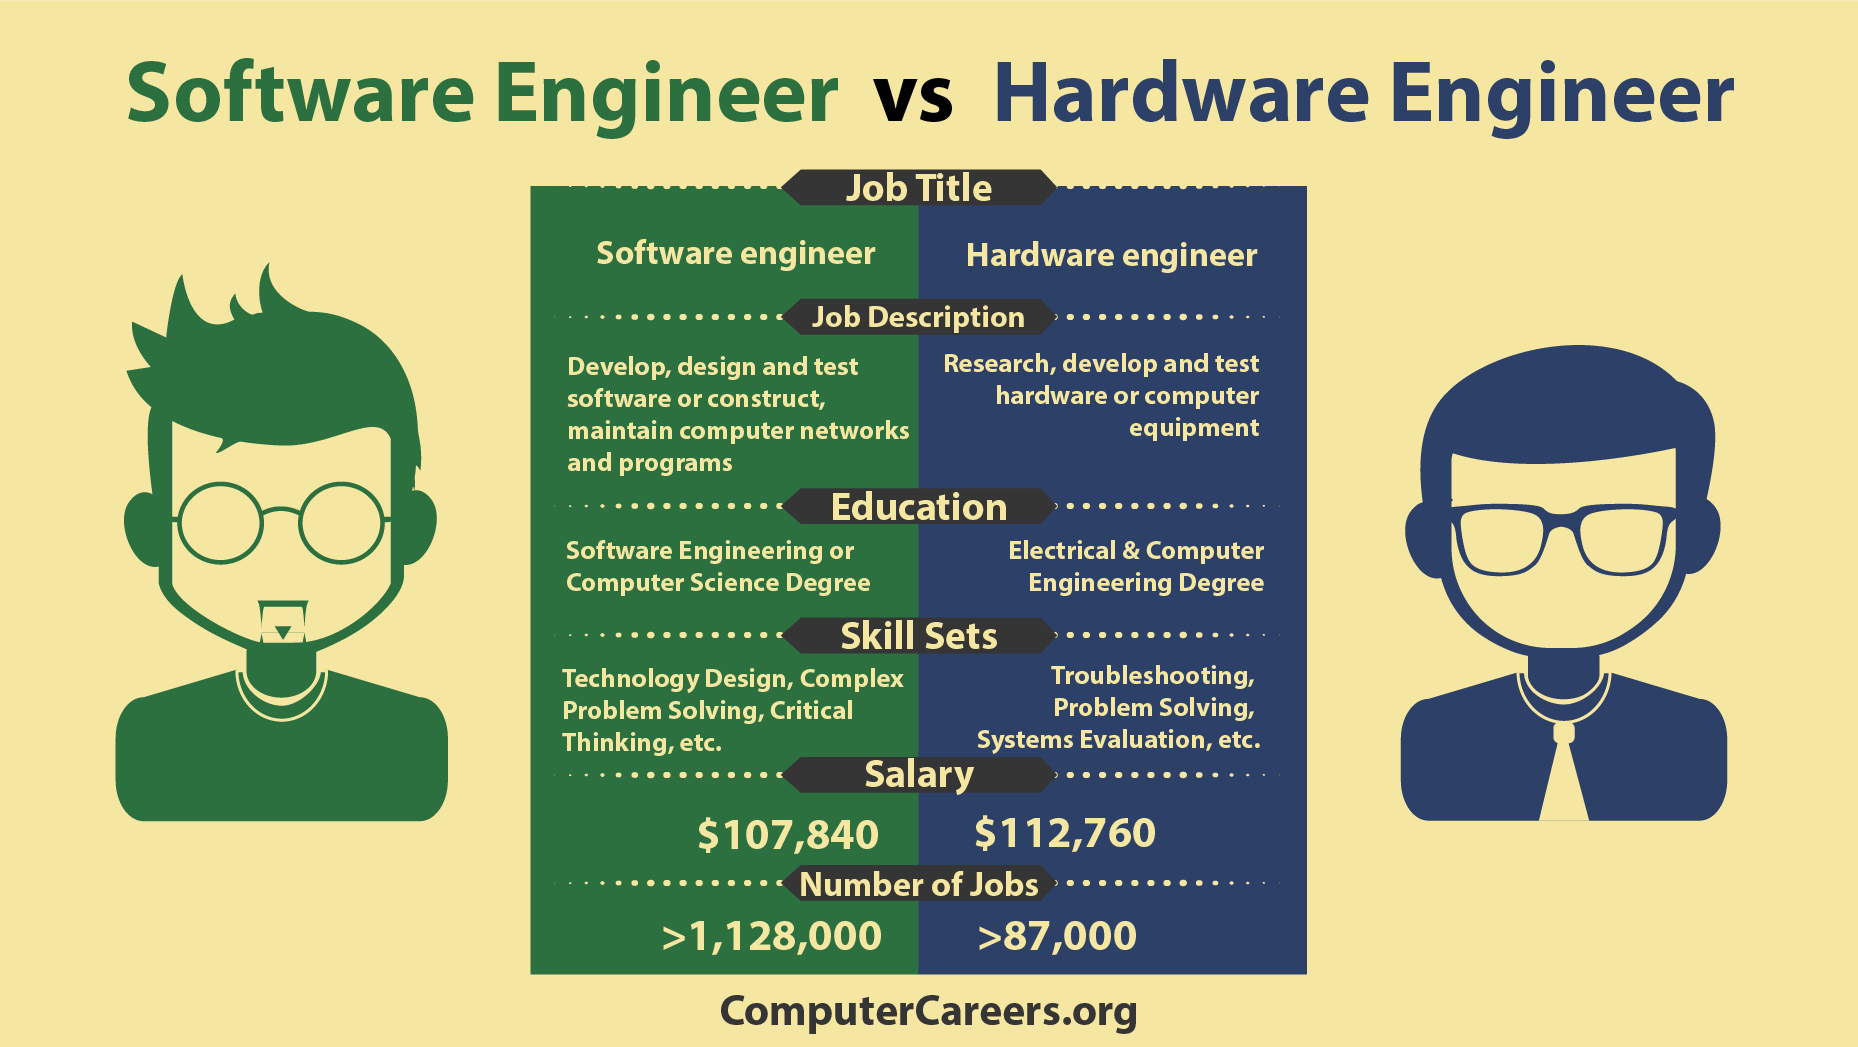 Software Engineer vs Hardware Engineer
Job Title
Software engineer
Hardware engineer
Job Description
Develop, design and test
software or construct,
maintain computer networks
and programs
Research, develop and test
hardware or computer
equipment
Education
Software Engineering or
Computer Science Degree
Electrical & Computer
Engineering Degree
Skill Sets
Technology Design, Complex
Problem Solving, Critical
Thinking, etc.
Troubleshooting,
Problem Solving,
Systems Evaluation, etc.
Salary
$107,840
$112,760
Number of Jobs
>1,128,000
>87,000
ComputerCareers.org